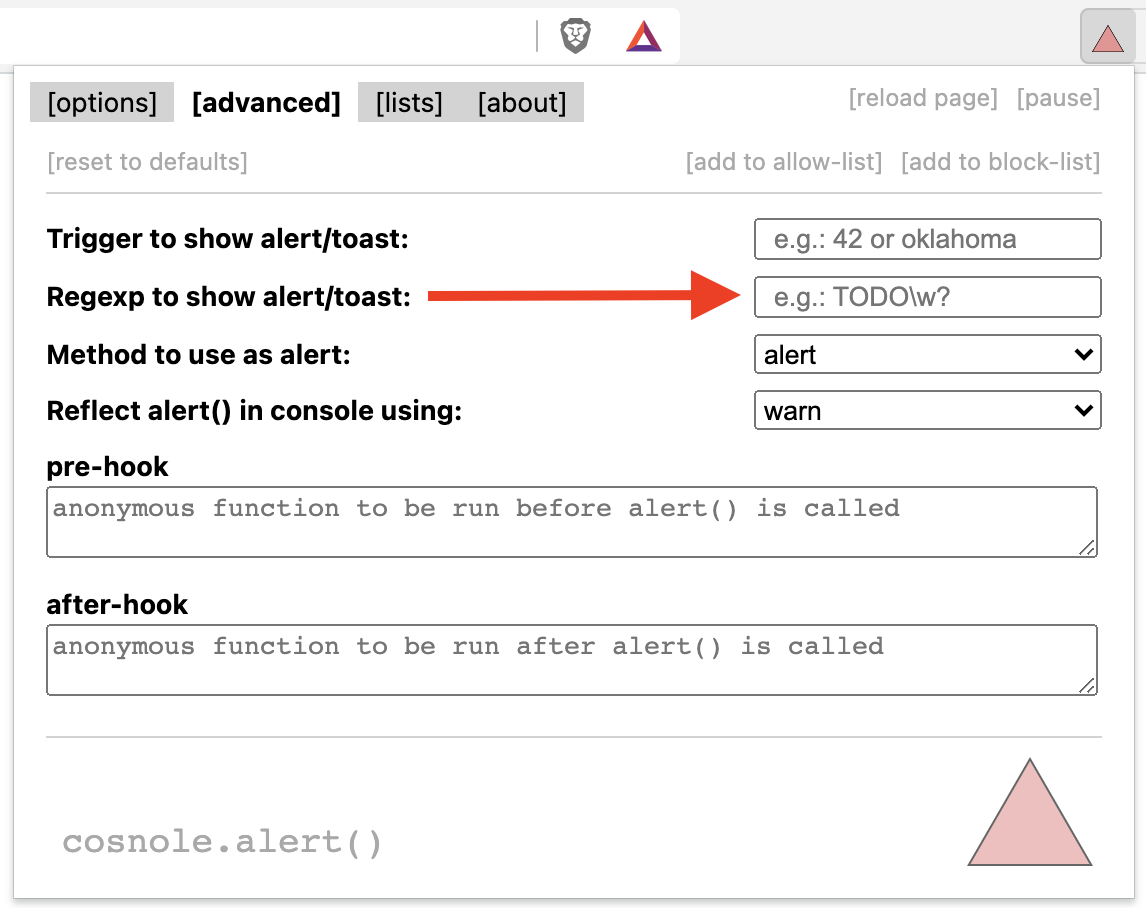 [options] [advanced] [lists] [about] [reload page] [pause]
[reset to defaults] [add to allow-list] [add to block-list]
Trigger to show alert/toast: e.g.: 42 or oklahoma
Regexp to show alert/toast: e.g.: TODO\w?
Method to use as alert: alert
Reflect alert() in console using: warn
pre-hook
anonymous function to be run before alert() is called
after-hook
anonymous function to be run after alert() is called
cosnole.alert()